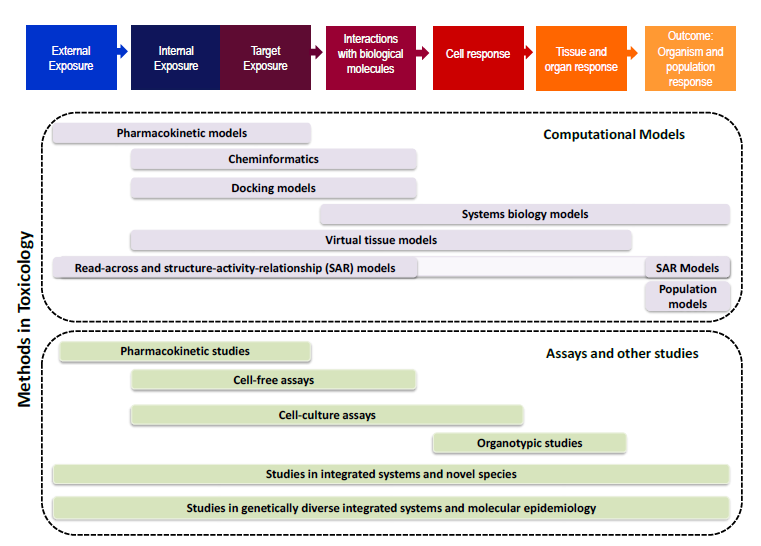 External
Exposure
Internal
Exposure
Target
Exposure
Interactions
with biological
molecules
Cell response
Tissue and
organ response
Outcome:
Organism and
population
response
Methods in Toxicology
Computational Models
Pharmacokinetic models
Cheminformatics
Docking models
Systems biology models
Virtual tissue models
Read-across and structure-activity-relationship (SAR) models
SAR Models
Population
models
Assays and other studies
Pharmacokinetic studies
Cell-free assays
Cell-culture assays
Organotypic studies
Studies in integrated systems and novel species
Studies in genetically diverse integrated systems and molecular epidemiology